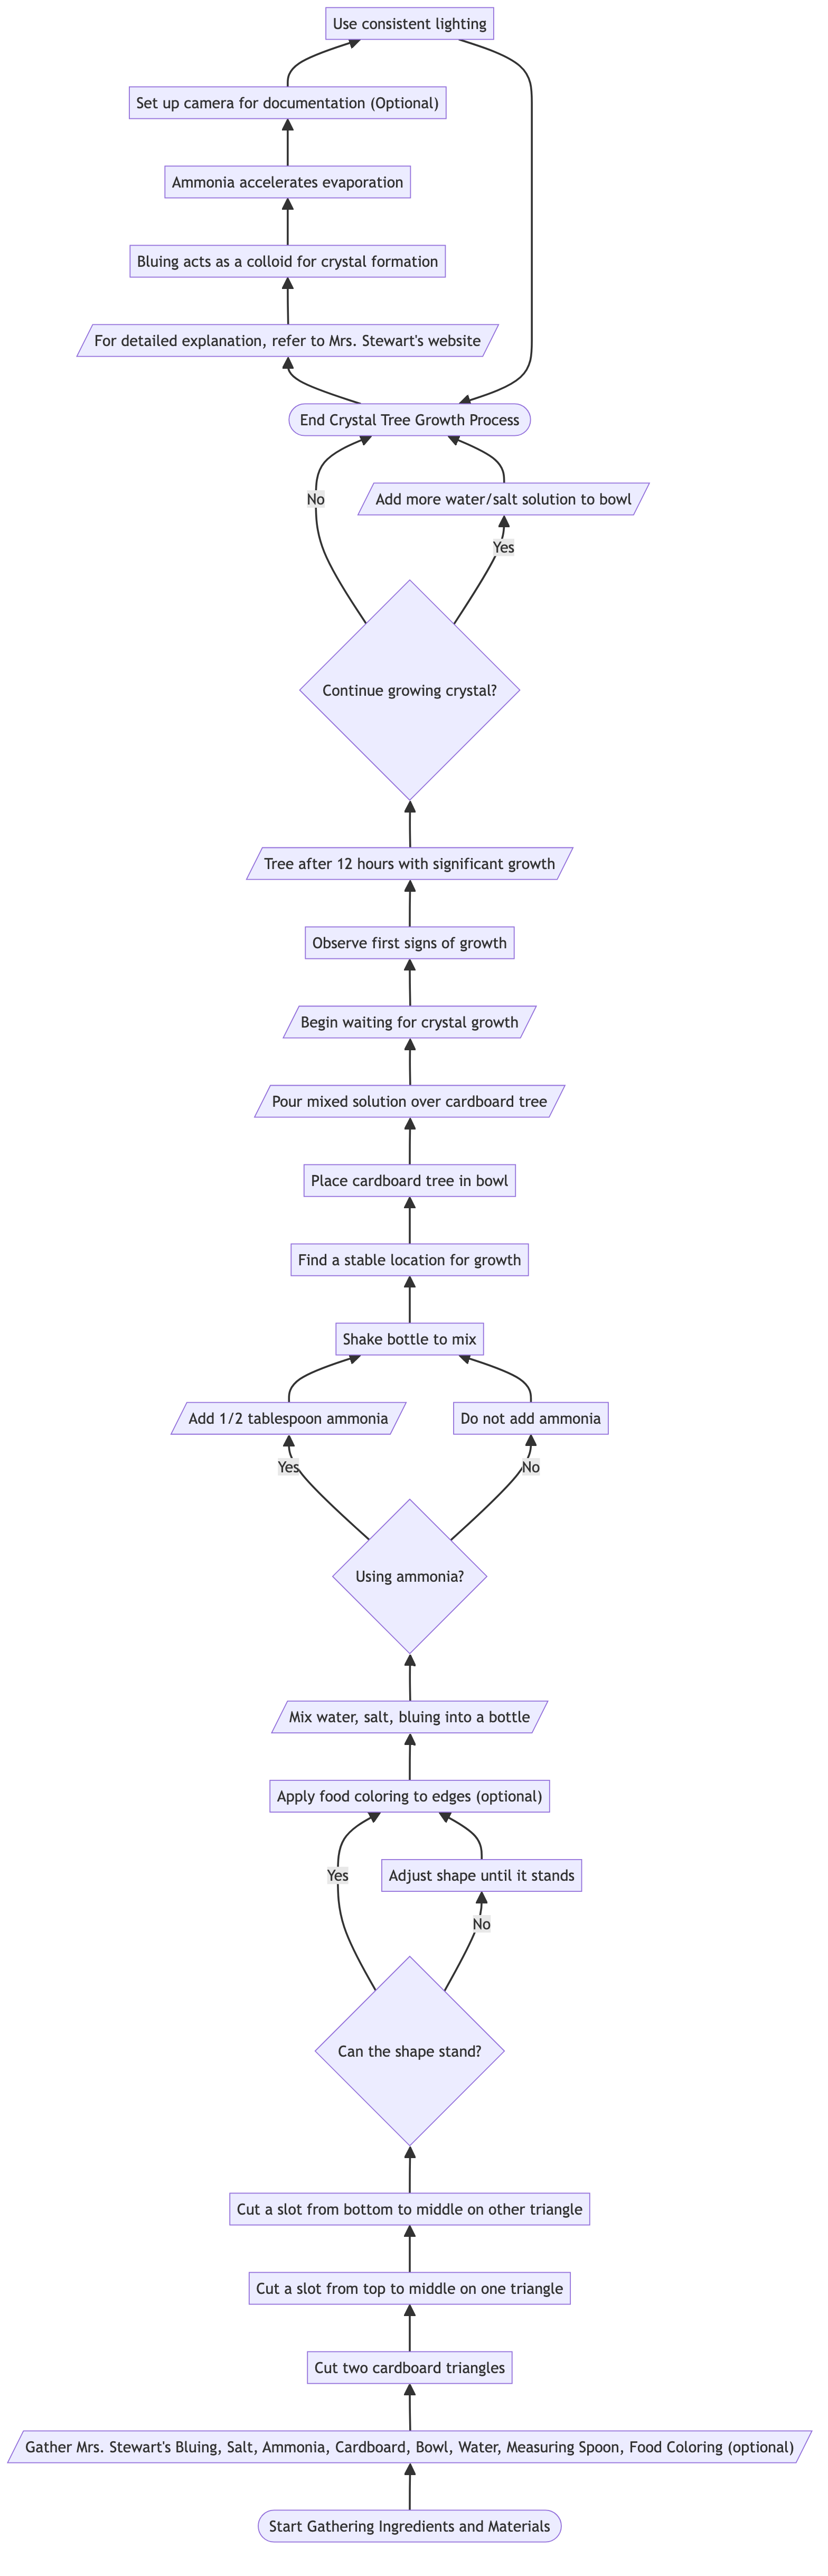 Use consistent lighting
Set up camera for documentation (Optional)
Ammonia accelerates evaporation
Bluing acts as a colloid for crystal formation
For detailed explanation, refer to Mrs. Stewart's website
End Crystal Tree Growth Process
No
Add more water/salt solution to bowl
Yes
Continue growing crystal?
Tree after 12 hours with significant growth
Observe first signs of growth
Begin waiting for crystal growth
Pour mixed solution over cardboard tree
Place cardboard tree in bowl
Find a stable location for growth
Shake bottle to mix
Add 1/2 tablespoon ammonia
Do not add ammonia
Yes
No
Using ammonia?
Mix water, salt, bluing into a bottle
Apply food coloring to edges (optional)
Yes
Adjust shape until it stands
No
Can the shape stand?
Cut a slot from bottom to middle on other triangle
Cut a slot from top to middle on one triangle
Cut two cardboard triangles
Gather Mrs. Stewart's Bluing, Salt, Ammonia, Cardboard, Bowl, Water, Measuring Spoon, Food Coloring (optional)
Start Gathering Ingredients and Materials